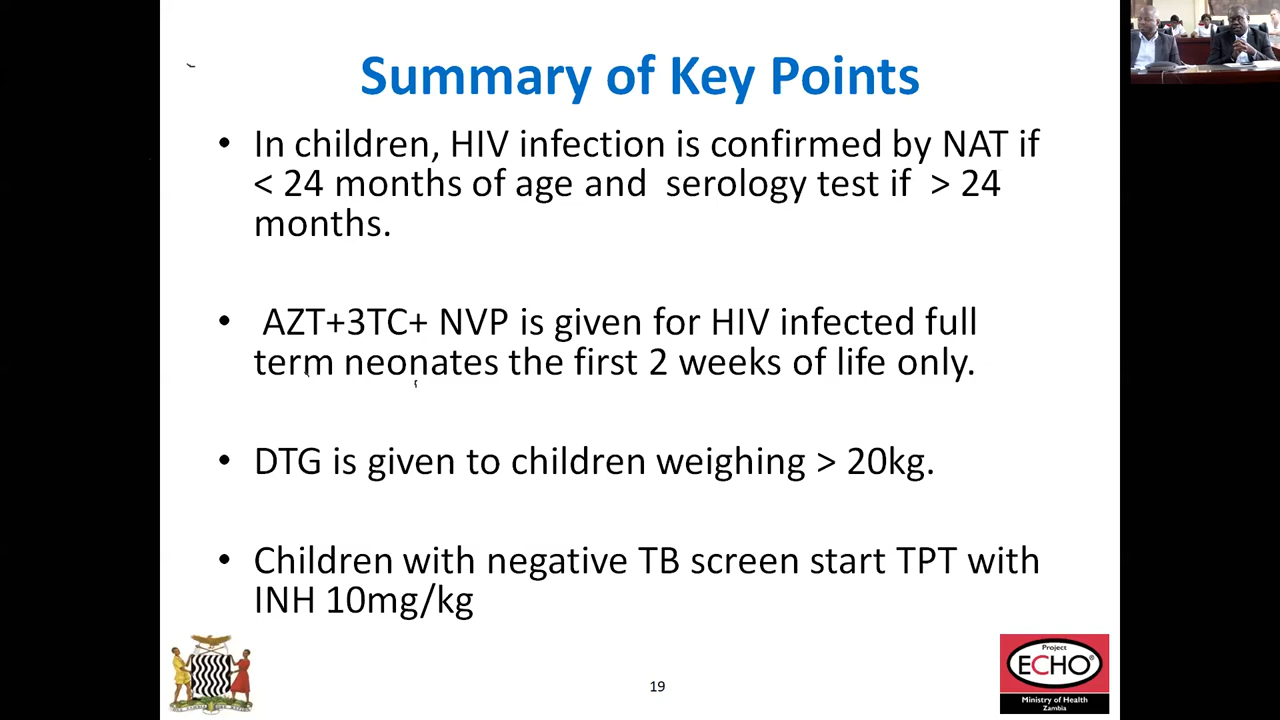 Summary of Key Points
• In children, HIV infection is confirmed by NAT if
< 24 months of age and serology test if > 24
months.
• AZT+3TC+ NVP is given for HIV infected full
term neonates the first 2 weeks of life only.
• DTG is given to children weighing > 20kg.
• Children with negative TB screen start TPT with
INH 10mg/kg
19
Project
ECHO®
Ministry of Health
Zambia